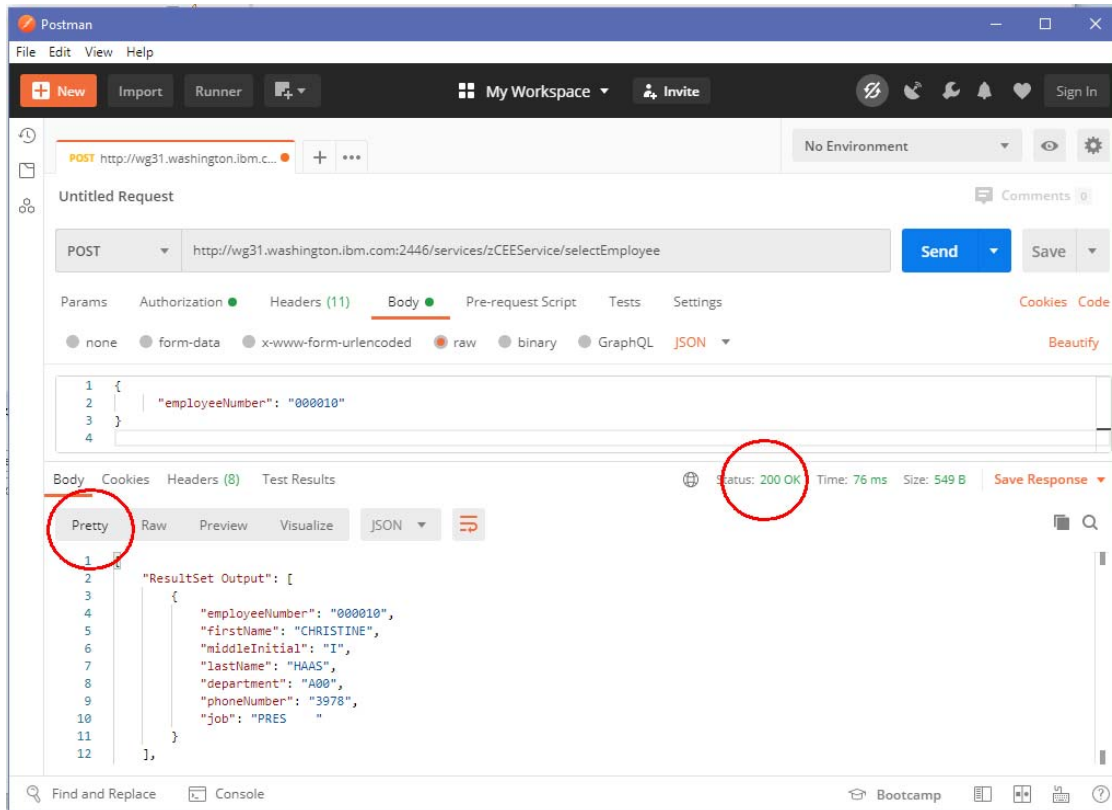 Postman
File Edit View Help
New Import Runner My Workspace Invite Sign In
POST http://wg31.washington.ibm.c... + ••• No Environment
Untitled Request Comments 0
POST http://wg31.washington.ibm.com:2446/services/zCEEService/selectEmployee Send Save
Params Authorization Headers (11) Body Pre-request Script Tests Settings Cookies Code
none form-data x-www-form-urlencoded raw binary GraphQL JSON Beautify
1 {
2 "employeeNumber": "000010"
3 }
4
Body Cookies Headers (8) Test Results Status: 200 OK Time: 76 ms Size: 549 B Save Response
Pretty Raw Preview Visualize JSON
1 {
2 "ResultSet Output": [
3 {
4 "employeeNumber": "000010",
5 "firstName": "CHRISTINE",
6 "middleInitial": "I",
7 "lastName": "HAAS",
8 "department": "A00",
9 "phoneNumber": "3978",
10 "job": "PRES    "
11 }
12 ],
Find and Replace Console Bootcamp